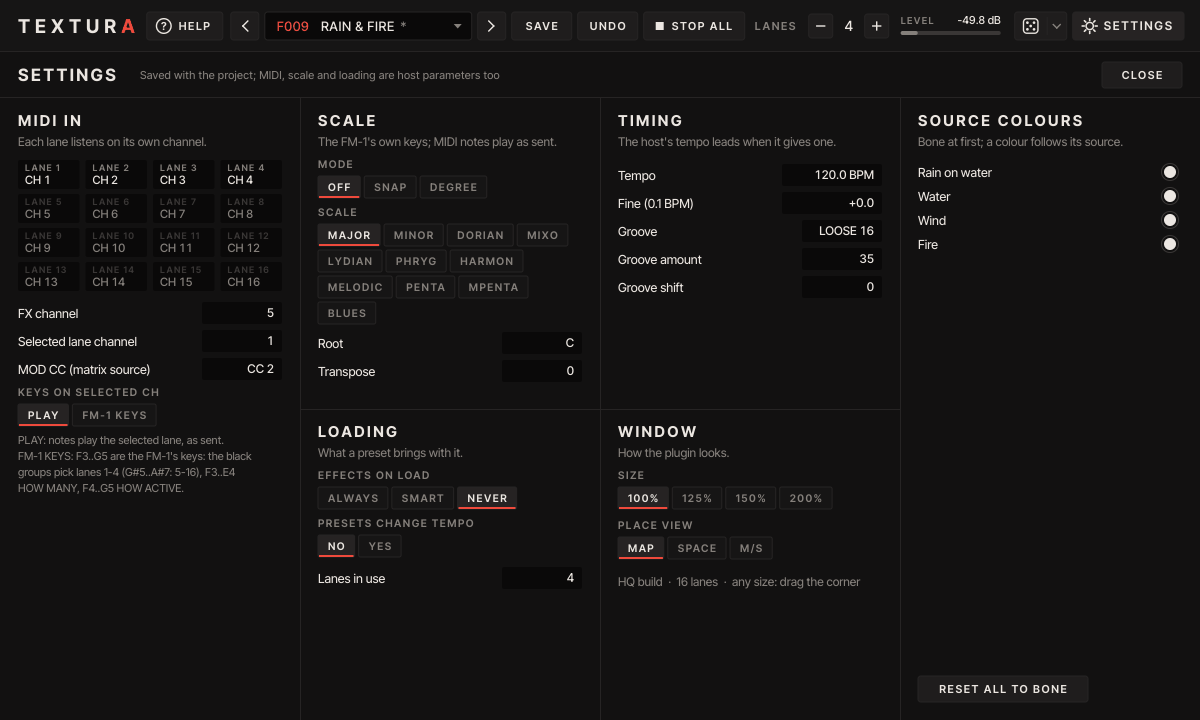 TEXTURA
HELP
F009 RAIN & FIRE *
SAVE
UNDO
STOP ALL
LANES
4
LEVEL
-49.8 dB
SETTINGS
SETTINGS
Saved with the project; MIDI, scale and loading are host parameters too
CLOSE
MIDI IN
Each lane listens on its own channel.
LANE 1 LANE 2 LANE 3 LANE 4
CH 1 CH 2 CH 3 CH 4
LANE 5 LANE 6 LANE 7 LANE 8
CH 5 CH 6 CH 7 CH 8
LANE 9 LANE 10 LANE 11 LANE 12
CH 9 CH 10 CH 11 CH 12
LANE 13 LANE 14 LANE 15 LANE 16
CH 13 CH 14 CH 15 CH 16
FX channel 5
Selected lane channel 1
MOD CC (matrix source) CC 2
KEYS ON SELECTED CH
PLAY FM-1 KEYS
PLAY: notes play the selected lane, as sent.
FM-1 KEYS: F3..G5 are the FM-1's keys: the black
groups pick lanes 1-4 (G#5..A#7: 5-16), F3..E4
HOW MANY, F4..G5 HOW ACTIVE.
SCALE
The FM-1's own keys; MIDI notes play as sent.
MODE
OFF SNAP DEGREE
SCALE
MAJOR MINOR DORIAN MIXO
LYDIAN PHRYG HARMON
MELODIC PENTA MPENTA
BLUES
Root C
Transpose 0
TIMING
The host's tempo leads when it gives one.
Tempo 120.0 BPM
Fine (0.1 BPM) +0.0
Groove LOOSE 16
Groove amount 35
Groove shift 0
LOADING
What a preset brings with it.
EFFECTS ON LOAD
ALWAYS SMART NEVER
PRESETS CHANGE TEMPO
NO YES
Lanes in use 4
WINDOW
How the plugin looks.
SIZE
100% 125% 150% 200%
PLACE VIEW
MAP SPACE M/S
HQ build · 16 lanes · any size: drag the corner
SOURCE COLOURS
Bone at first; a colour follows its source.
Rain on water
Water
Wind
Fire
RESET ALL TO BONE